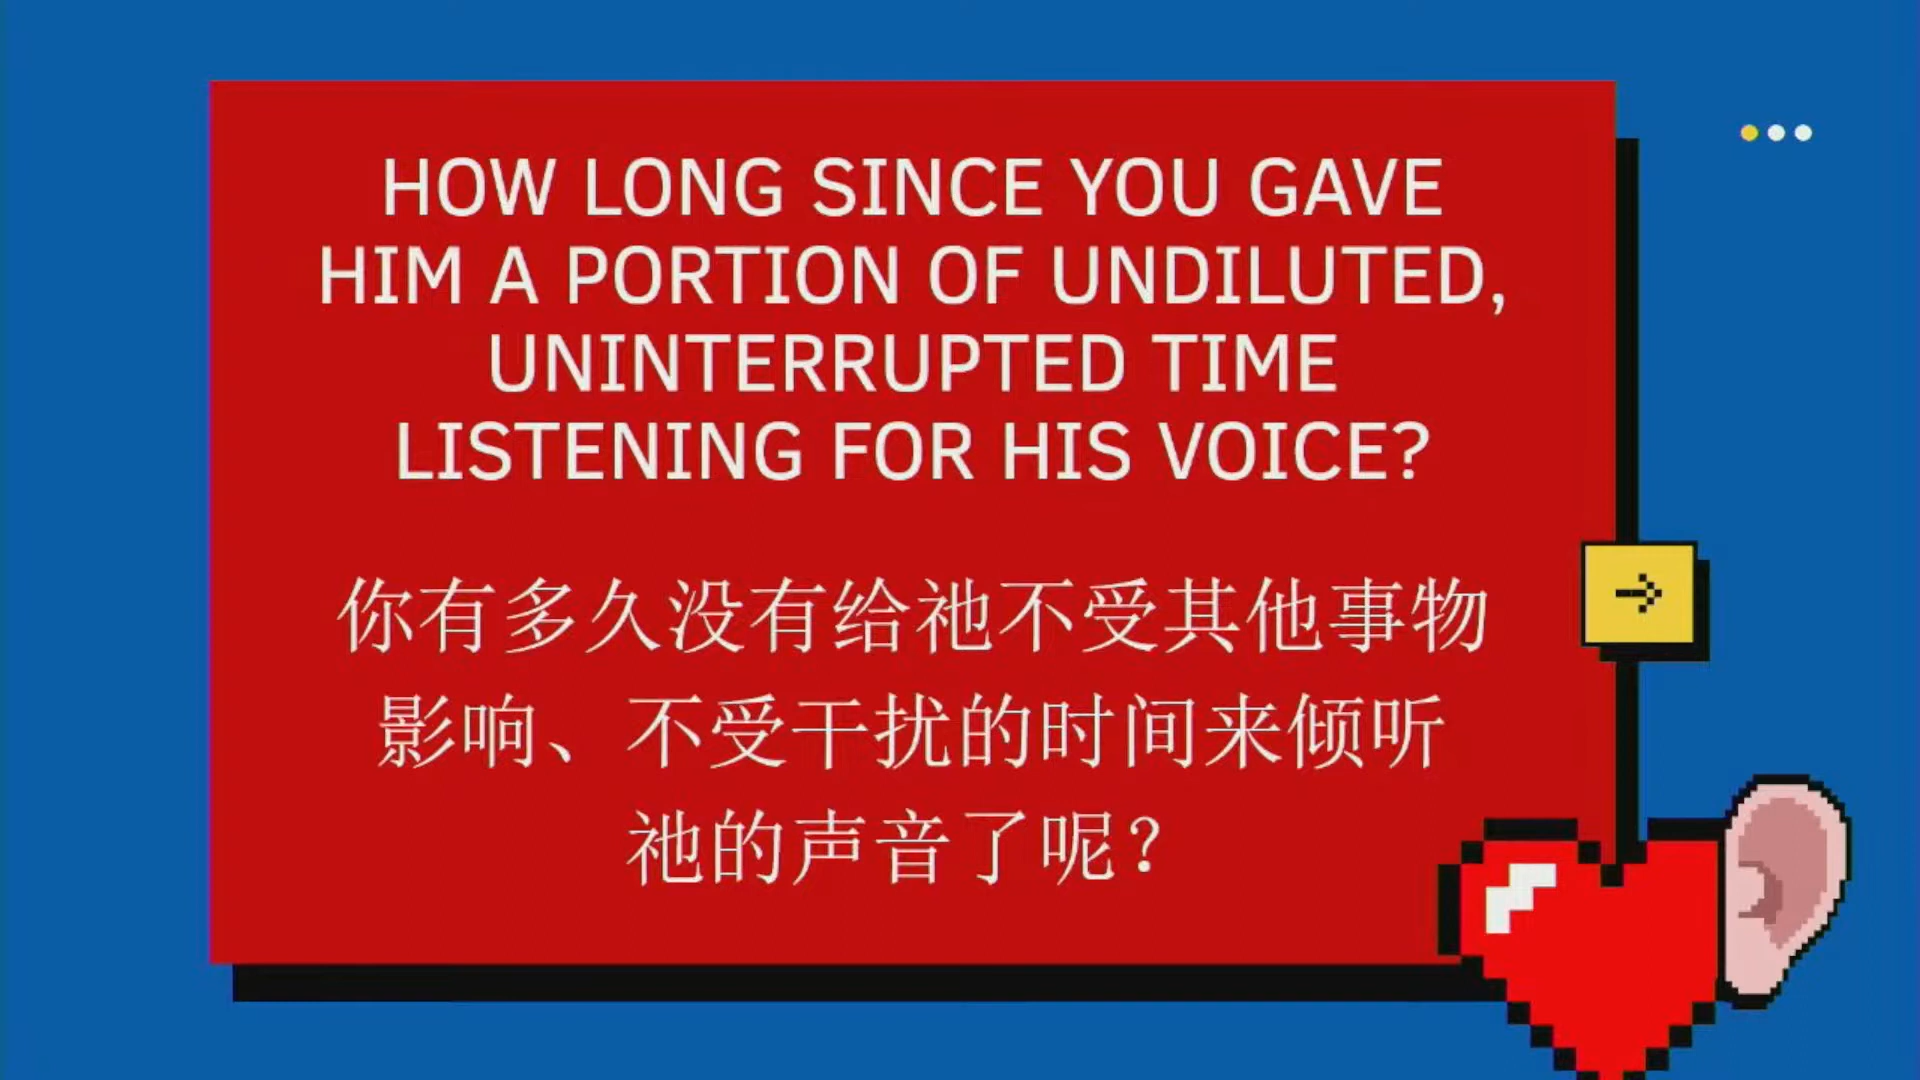 HOW LONG SINCE YOU GAVE
HIM A PORTION OF UNDILUTED,
UNINTERRUPTED TIME
LISTENING FOR HIS VOICE?
你有多久没有给祂不受其他事物
影响、不受干扰的时间来倾听
祂的声音了呢？